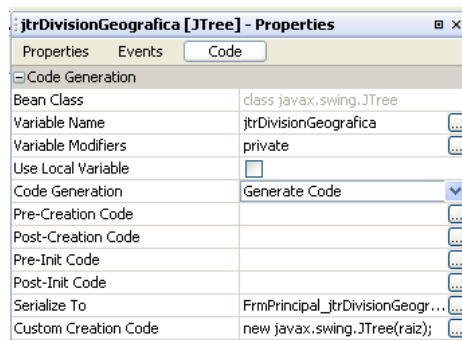 jtrDivisionGeografica [JTree] - Properties
Properties Events Code
Code Generation
Bean Class class javax.swing.JTree
Variable Name jtrDivisionGeografica ...
Variable Modifiers private ...
Use Local Variable
Code Generation Generate Code
Pre-Creation Code ...
Post-Creation Code ...
Pre-Init Code ...
Post-Init Code ...
Serialize To FrmPrincipal_jtrDivisionGeogr... ...
Custom Creation Code new javax.swing.JTree(raiz); ...